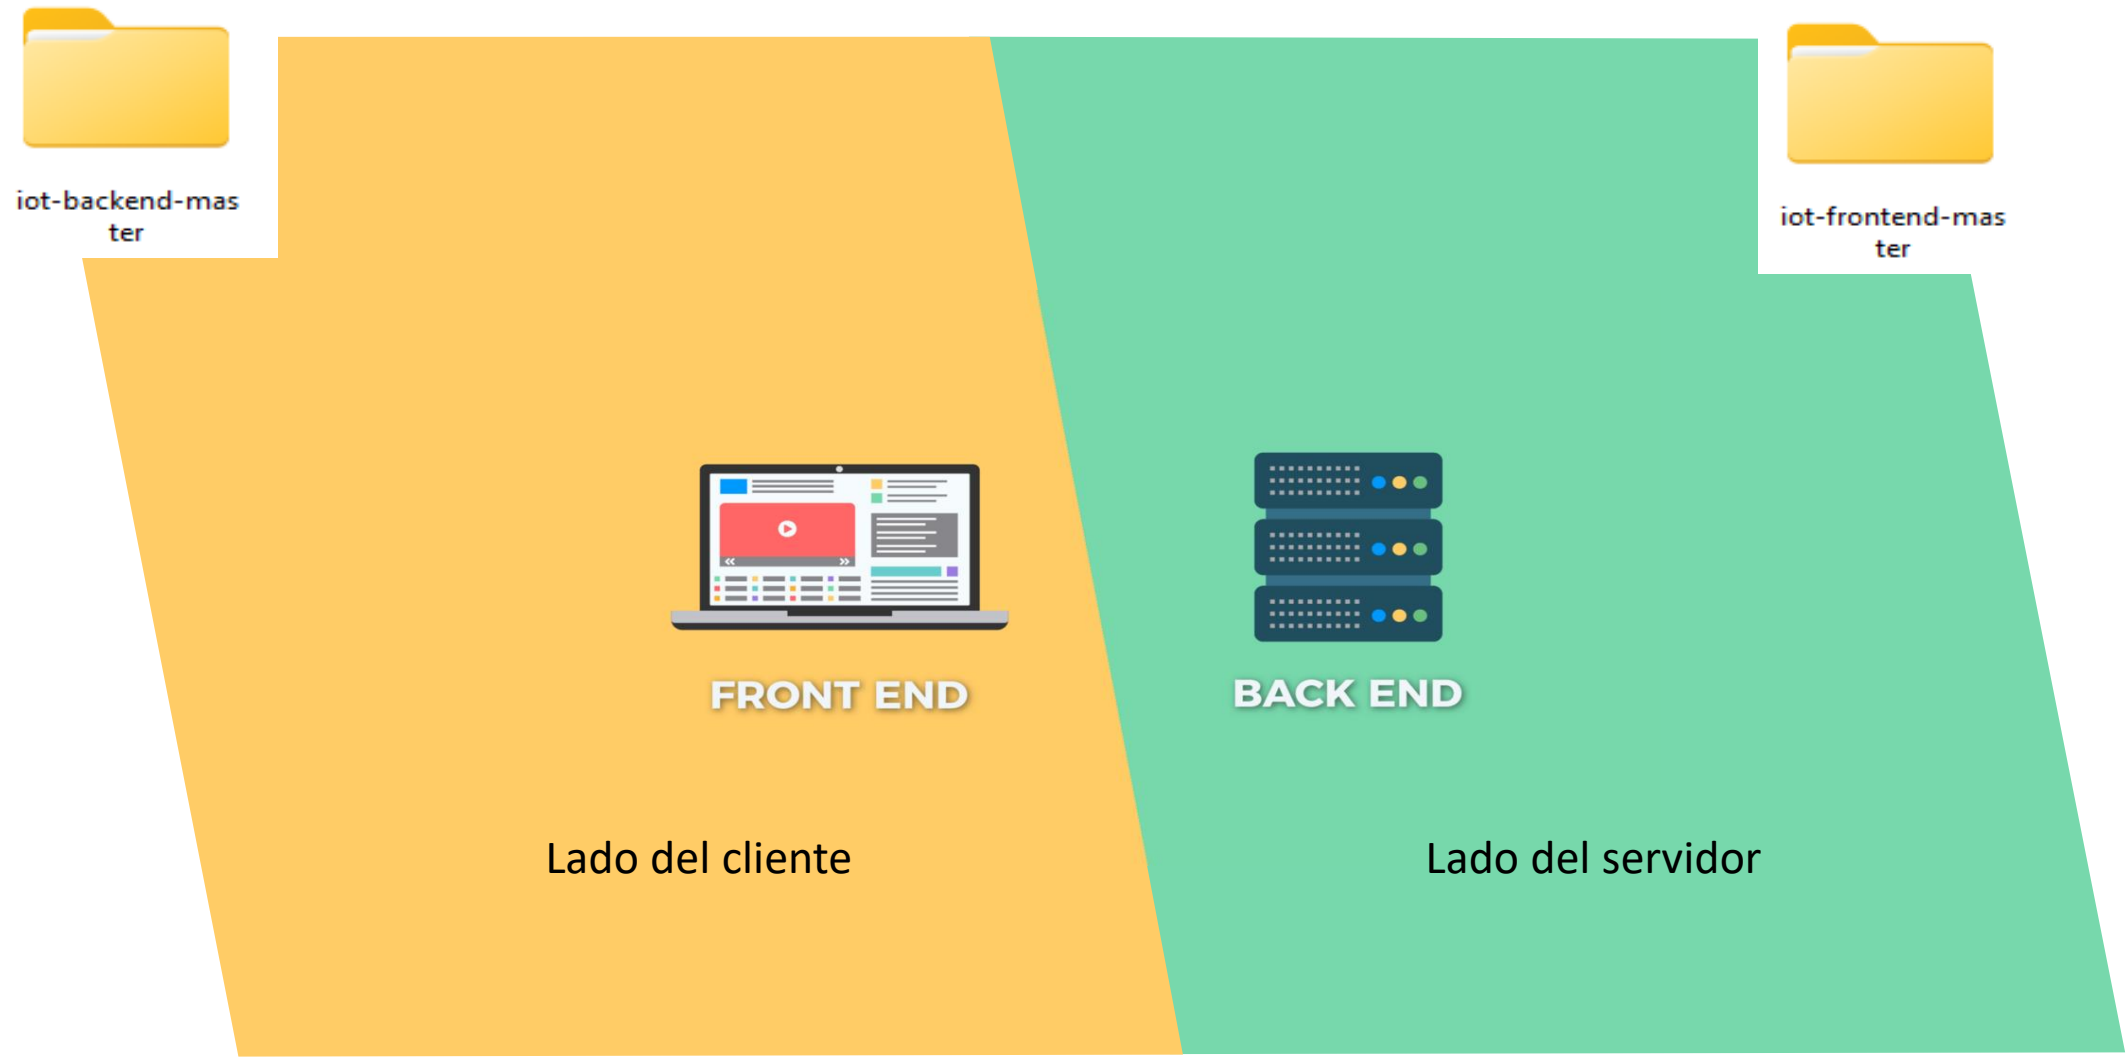 iot-backend-mas
ter
iot-frontend-mas
ter
FRONT END
BACK END
Lado del cliente
Lado del servidor